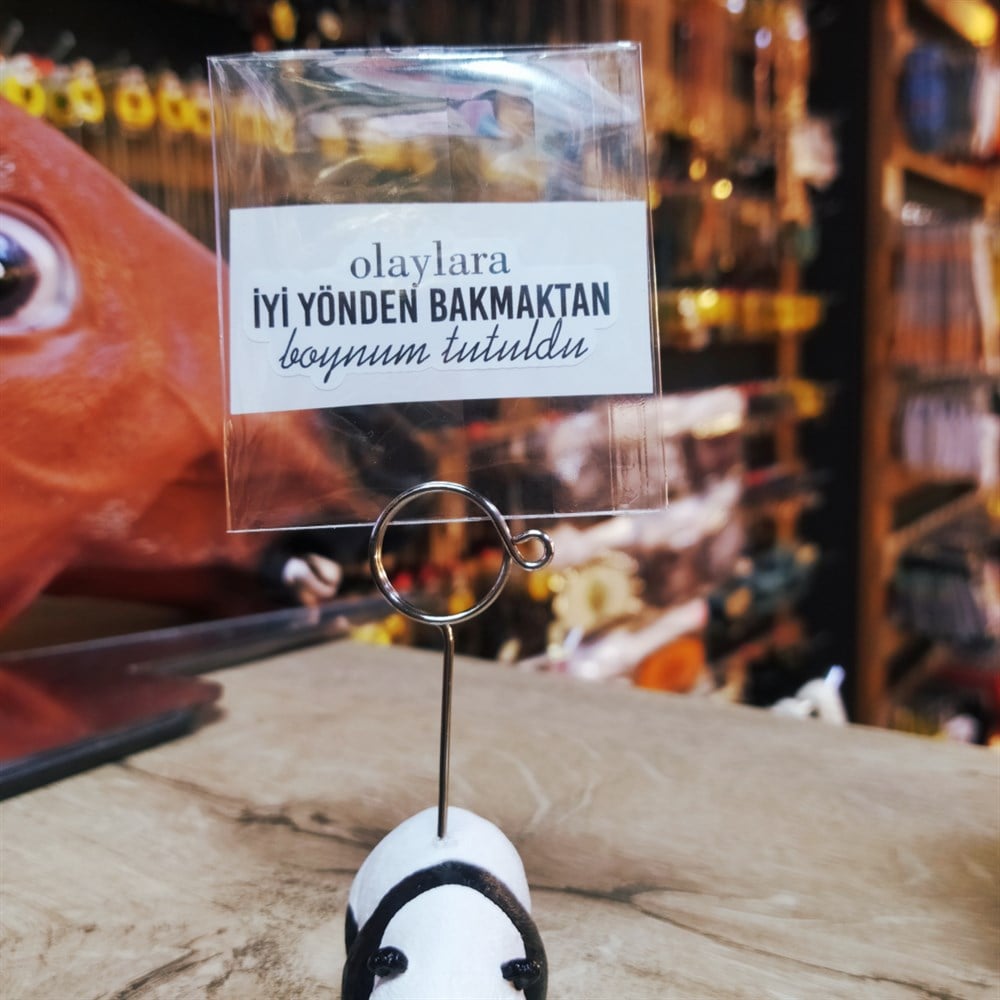 olaylara
İYİ YÖNDEN BAKMAKTAN
boynum tutuldu